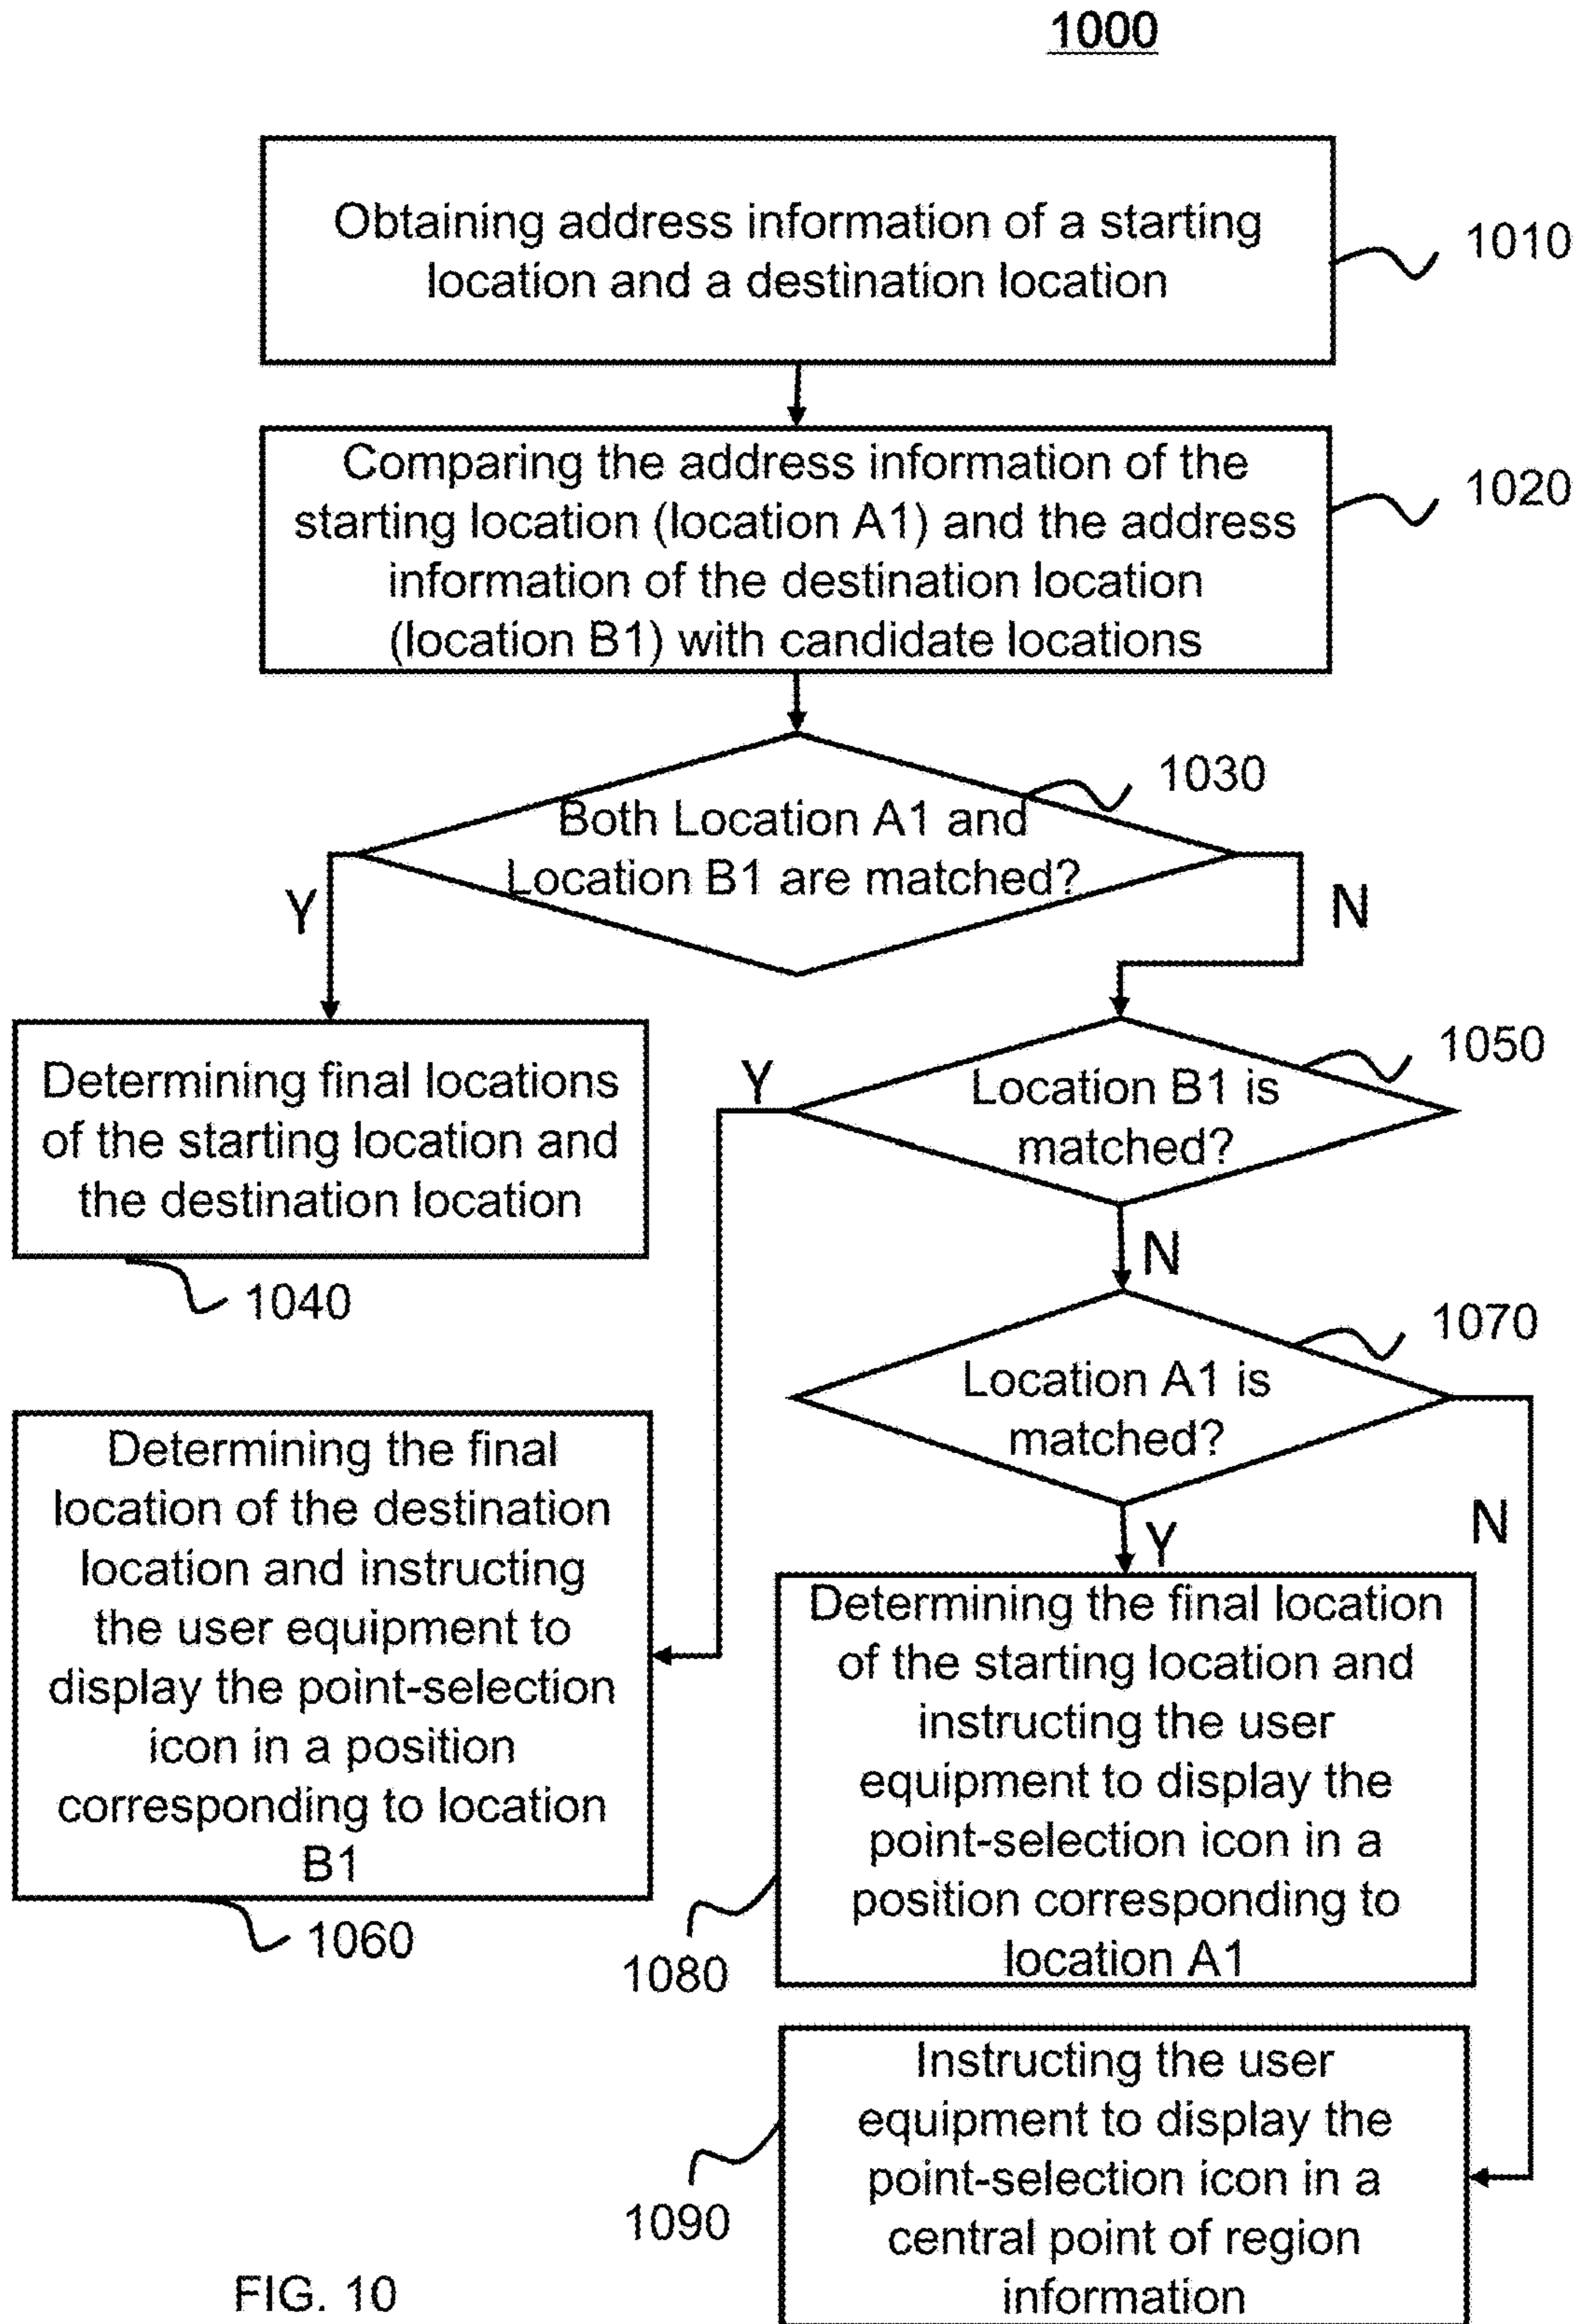 1000
Obtaining address information of a starting
location and a destination location
1010
Comparing the address information of the
starting location (location A1) and the address
information of the destination location
(location B1) with candidate locations
1020
1030
Both Location A1 and
Location B1 are matched?
Y
N
Determining final locations
of the starting location and
the destination location
1040
1050
Y
Location B1 is
matched?
N
1070
Location A1 is
matched?
N
Y
Determining the final
location of the destination
location and instructing
the user equipment to
display the point-selection
icon in a position
corresponding to location
B1
1060
Determining the final location
of the starting location and
instructing the user
equipment to display the
point-selection icon in a
position corresponding to
location A1
1080
Instructing the user
equipment to display the
point-selection icon in a
central point of region
information
1090
FIG. 10